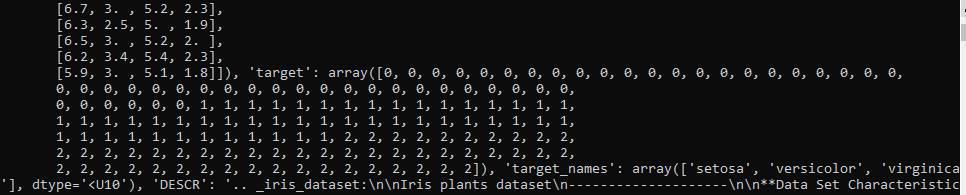 [6.7, 3. , 5.2, 2.3],
[6.3, 2.5, 5. , 1.9],
[6.5, 3. , 5.2, 2. ],
[6.2, 3.4, 5.4, 2.3],
[5.9, 3. , 5.1, 1.8]]), 'target': array([0, 0, 0, 0, 0, 0, 0, 0, 0, 0, 0, 0, 0, 0, 0, 0, 0, 0, 0, 0, 0, 0,
0, 0, 0, 0, 0, 0, 0, 0, 0, 0, 0, 0, 0, 0, 0, 0, 0, 0, 0, 0, 0, 0,
0, 0, 0, 0, 0, 0, 1, 1, 1, 1, 1, 1, 1, 1, 1, 1, 1, 1, 1, 1, 1, 1,
1, 1, 1, 1, 1, 1, 1, 1, 1, 1, 1, 1, 1, 1, 1, 1, 1, 1, 1, 1, 1, 1,
1, 1, 1, 1, 1, 1, 1, 1, 1, 1, 1, 1, 2, 2, 2, 2, 2, 2, 2, 2, 2, 2,
2, 2, 2, 2, 2, 2, 2, 2, 2, 2, 2, 2, 2, 2, 2, 2, 2, 2, 2, 2, 2, 2,
2, 2, 2, 2, 2, 2, 2, 2, 2, 2, 2, 2, 2, 2, 2, 2, 2, 2]), 'target_names': array(['setosa', 'versicolor', 'virginica
'], dtype='<U10'), 'DESCR': '.. _iris_dataset:\n\nIris plants dataset\n--------------------\n\n**Data Set Characteristic